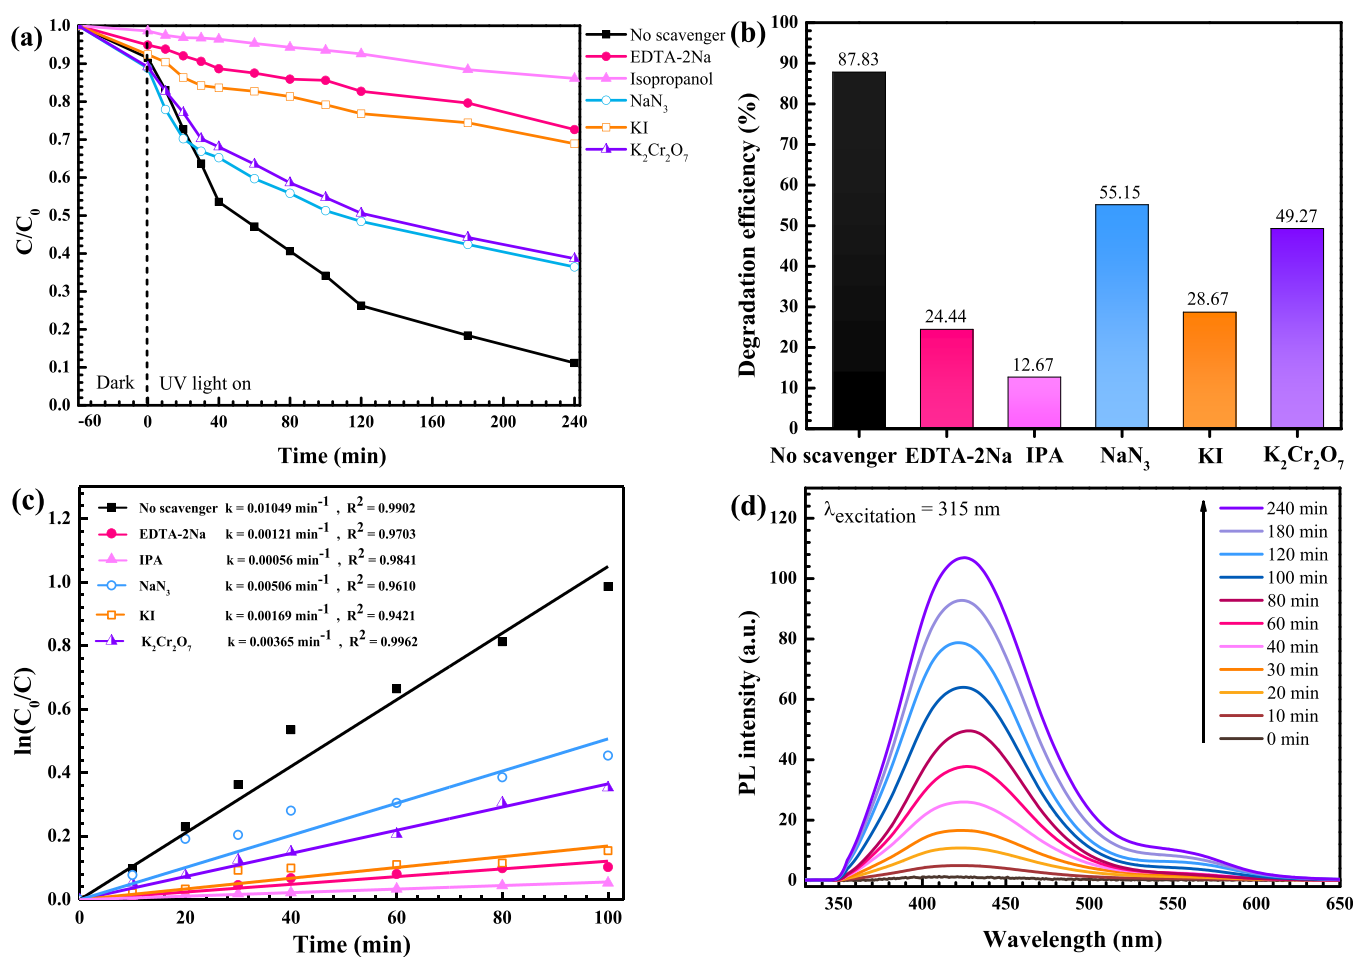 (a)
1.0
0.9
0.8
0.7
0.6
0.5
0.4
0.3
0.2
0.1
0.0
C/C0
No scavenger
EDTA-2Na
Isopropanol
NaN3
KI
K2Cr2O7
Dark
UV light on
-60 0 40 80 120 160 200 240
Time (min)
(b)
100
90
80
70
60
50
40
30
20
10
0
Degradation efficiency (%)
87.83
24.44
12.67
55.15
28.67
49.27
No scavenger EDTA-2Na IPA NaN3 KI K2Cr2O7
(c)
1.2
1.0
0.8
0.6
0.4
0.2
0.0
ln(C0/C)
No scavenger k = 0.01049 min-1 , R2 = 0.9902
EDTA-2Na k = 0.00121 min-1 , R2 = 0.9703
IPA k = 0.00056 min-1 , R2 = 0.9841
NaN3 k = 0.00506 min-1 , R2 = 0.9610
KI k = 0.00169 min-1 , R2 = 0.9421
K2Cr2O7 k = 0.00365 min-1 , R2 = 0.9962
0 20 40 60 80 100
Time (min)
(d)
λexcitation = 315 nm
120
100
80
60
40
20
0
PL intensity (a.u.)
240 min
180 min
120 min
100 min
80 min
60 min
40 min
30 min
20 min
10 min
0 min
350 400 450 500 550 600 650
Wavelength (nm)